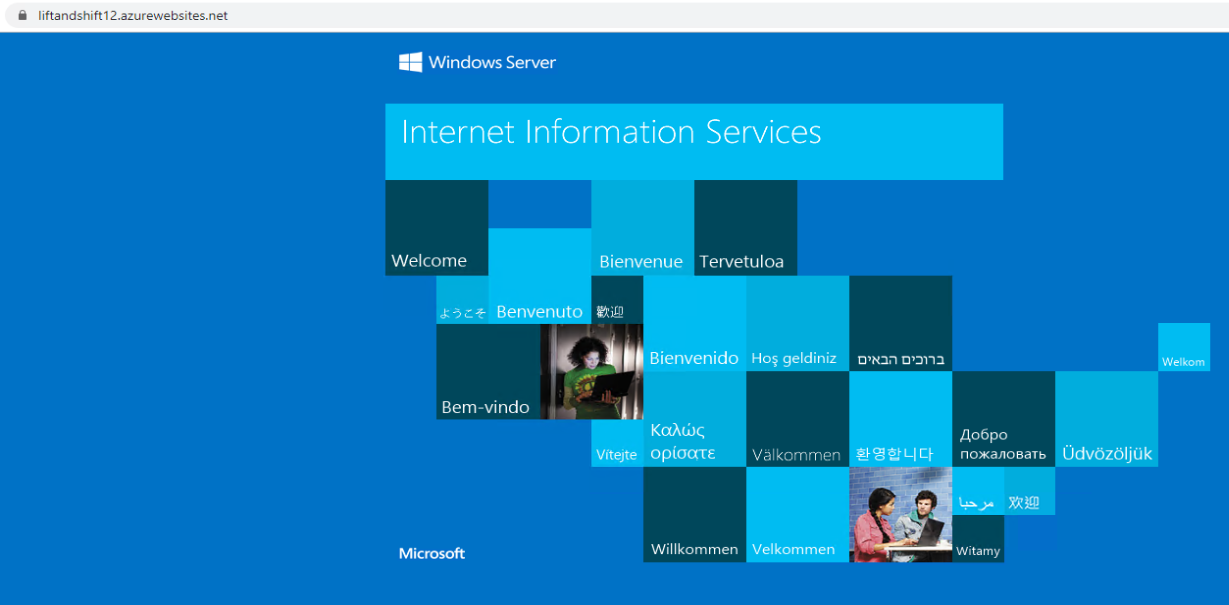 liftandshift12.azurewebsites.net
Windows Server
Internet Information Services
Welcome
Bienvenue
Tervetuloa
ようこそ
Benvenuto
歡迎
Bienvenido
Hoş geldiniz
ברוכים הבאים
Welkom
Bem-vindo
Vítejte
Καλώς
ορίσατε
Välkommen
환영합니다
Добро
пожаловать
Üdvözöljük
Willkommen
Velkommen
مرحبا
欢迎
Witamy
Microsoft